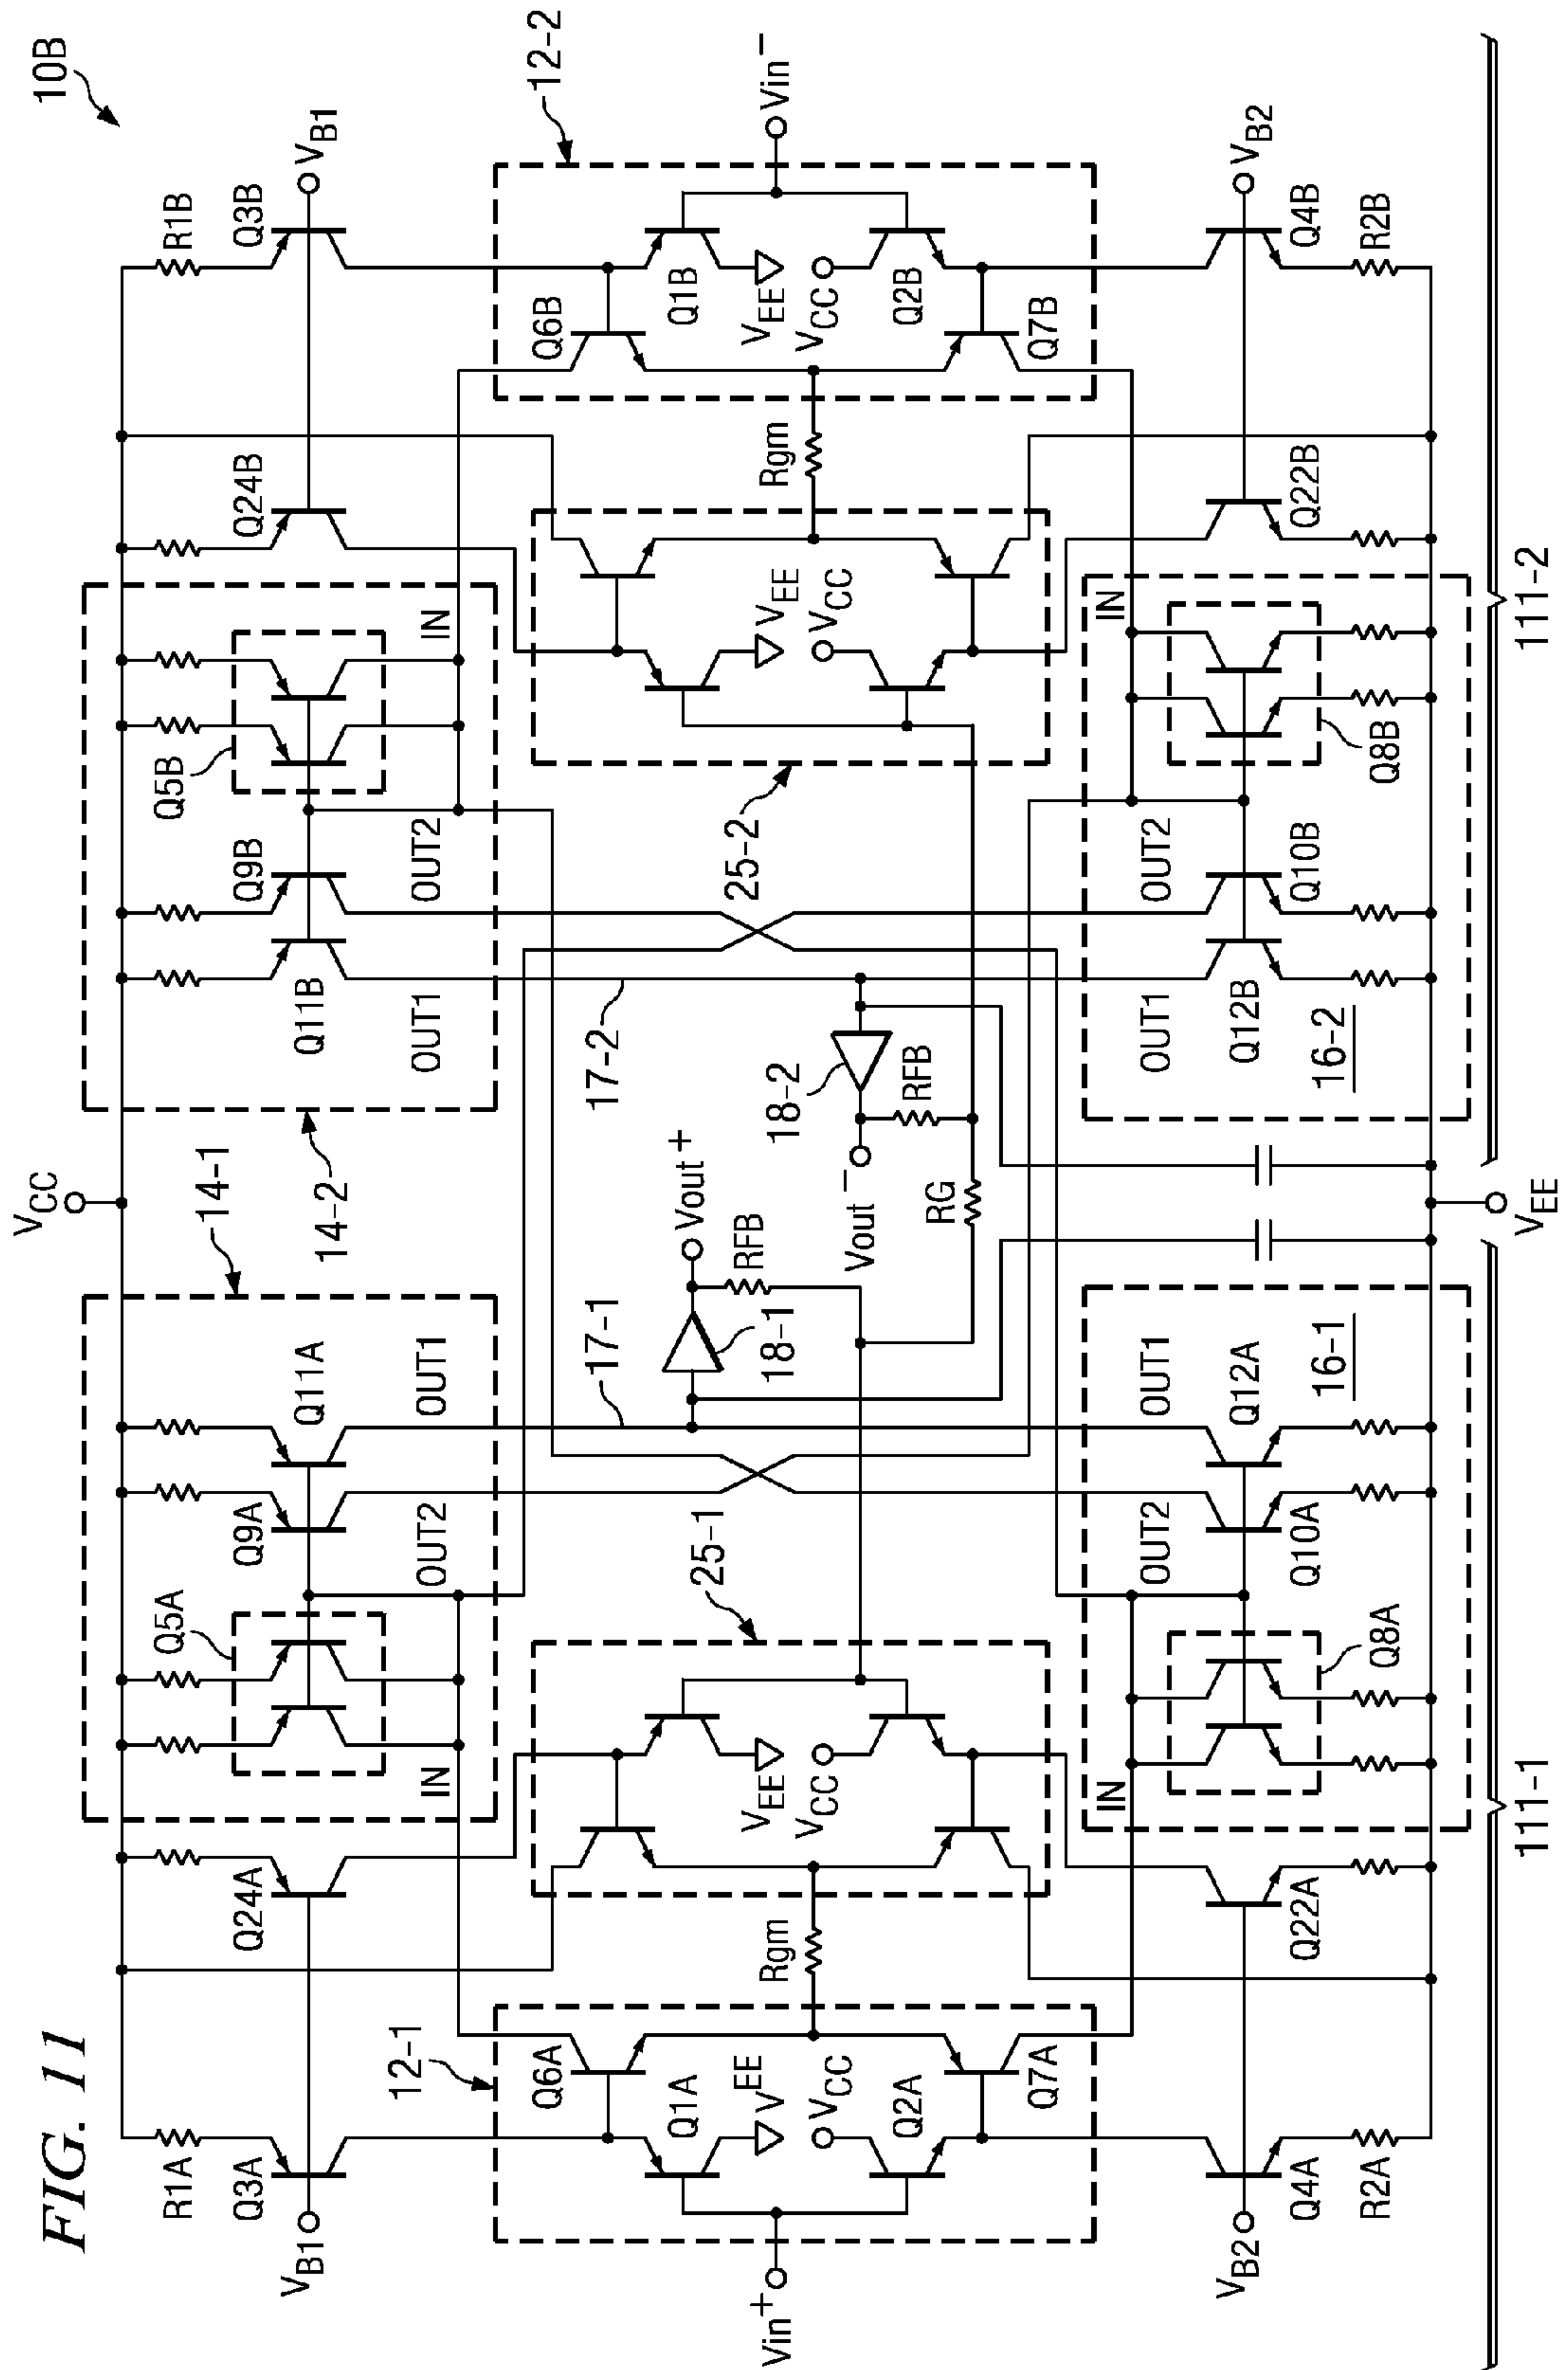 FIG. 11
10B
VCC
14-1
14-2
R1A
Q3A
VB1
Q24A
Q5A
IN
Q9A
OUT2
Q11A
OUT1
Q11B
OUT1
Q9B
OUT2
Q5B
IN
Q24B
R1B
Q3B
VB1
12-1
Q6A
Q1A
VEE
VCC
Q2A
Q7A
Vin+
Rgm
25-1
VEE
VCC
17-1
18-1
Vout+
RFB
RG
17-2
18-2
Vout−
RFB
25-2
VEE
VCC
Rgm
12-2
Q6B
Q1B
VEE
VCC
Q2B
Q7B
Vin−
VB2
Q4A
R2A
Q22A
IN
Q8A
OUT2
Q10A
OUT1
Q12A
16-1
OUT1
Q12B
16-2
OUT2
Q10B
IN
Q8B
Q22B
VB2
Q4B
R2B
VEE
111-1
111-2